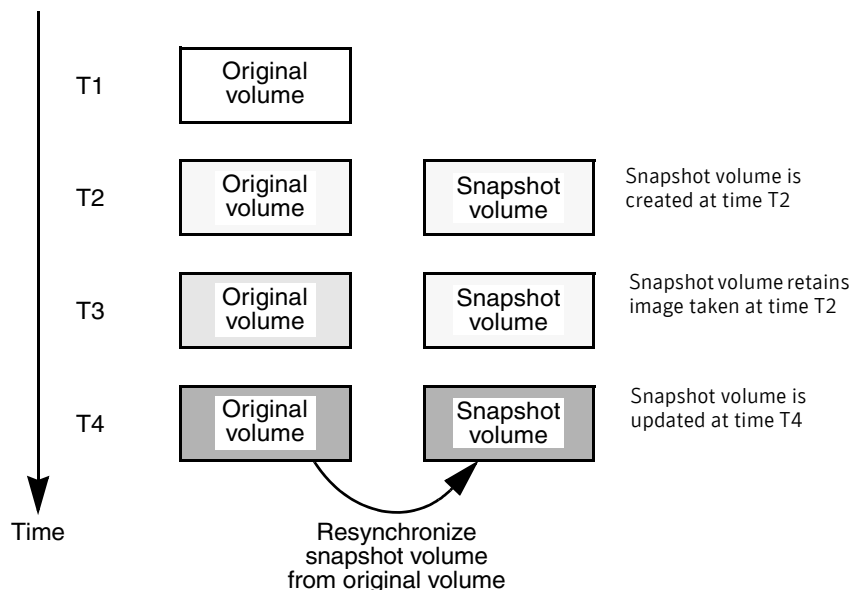 T1
Original
volume
T2
Original
volume
Snapshot
volume
Snapshot volume is
created at time T2
T3
Original
volume
Snapshot
volume
Snapshot volume retains
image taken at time T2
T4
Original
volume
Snapshot
volume
Snapshot volume is
updated at time T4
Time
Resynchronize
snapshot volume
from original volume